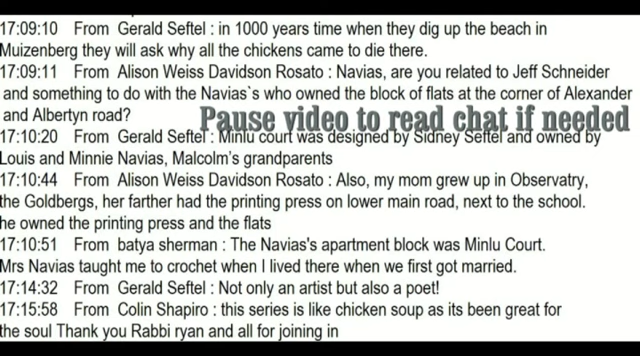 17:09:10 From Gerald Seftel : in 1000 years time when they dig up the beach in
Muizenberg they will ask why all the chickens came to die there.
17:09:11 From Alison Weiss Davidson Rosato : Navias, are you related to Jeff Schneider
and something to do with the Navias`s who owned the block of flats at the corner of Alexander
and Albertyn road?
Pause video to read chat if needed
17:10:20 From Gerald Seftel : Minlu court was designed by Sidney Seftel and owned by
Louis and Minnie Navias, Malcolm's grandparents
17:10:44 From Alison Weiss Davidson Rosato : Also, my mom grew up in Observatry,
the Goldbergs, her farther had the printing press on lower main road, next to the school.
he owned the printing press and the flats
17:10:51 From batya sherman : The Navias's apartment block was Minlu Court.
Mrs Navias taught me to crochet when I lived there when we first got married.
17:14:32 From Gerald Seftel : Not only an artist but also a poet!
17:15:58 From Colin Shapiro : this series is like chicken soup as its been great for
the soul Thank you Rabbi ryan and all for joining in